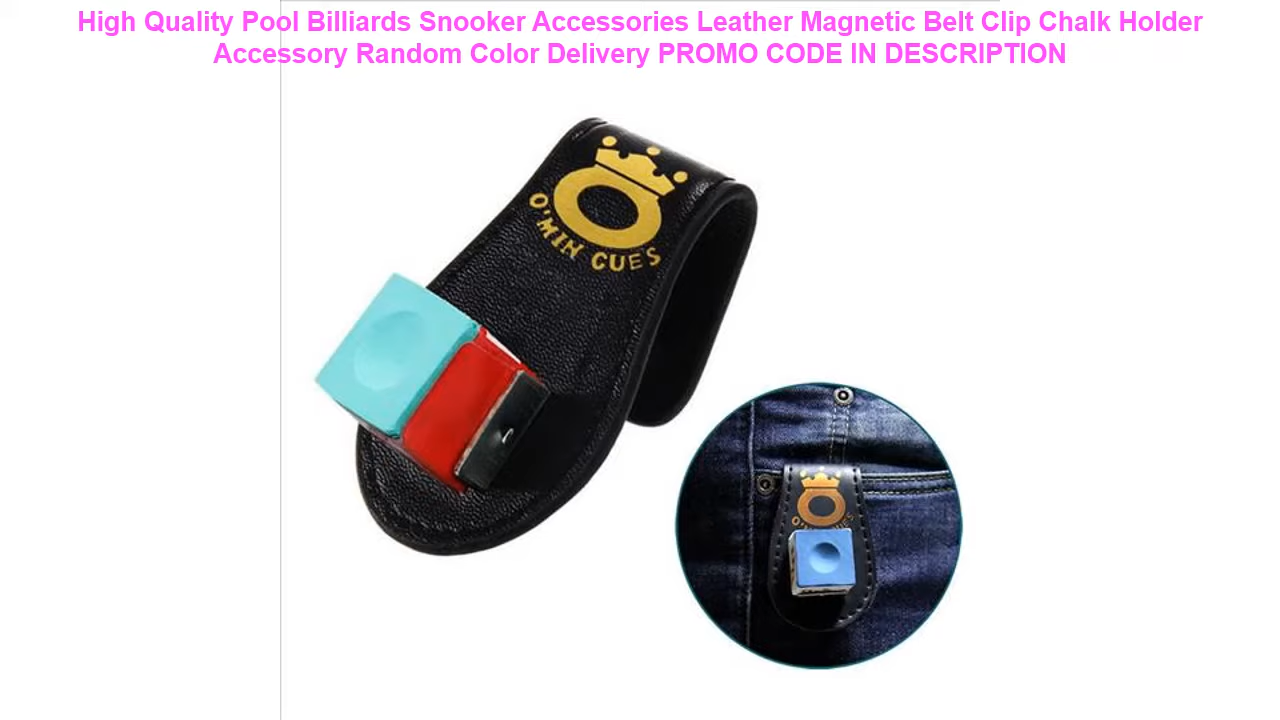 High Quality Pool Billiards Snooker Accessories Leather Magnetic Belt Clip Chalk Holder
Accessory Random Color Delivery PROMO CODE IN DESCRIPTION
O'MIN CUE'S